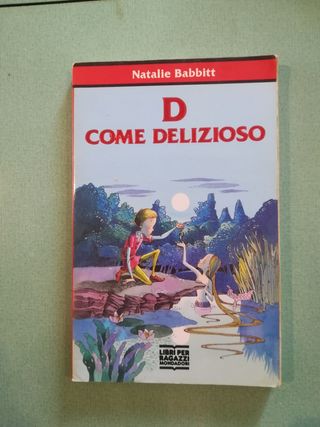 Natalie Babbitt
D
COME DELIZIOSO
LIBRI PER
RAGAZZI
MONDADORI